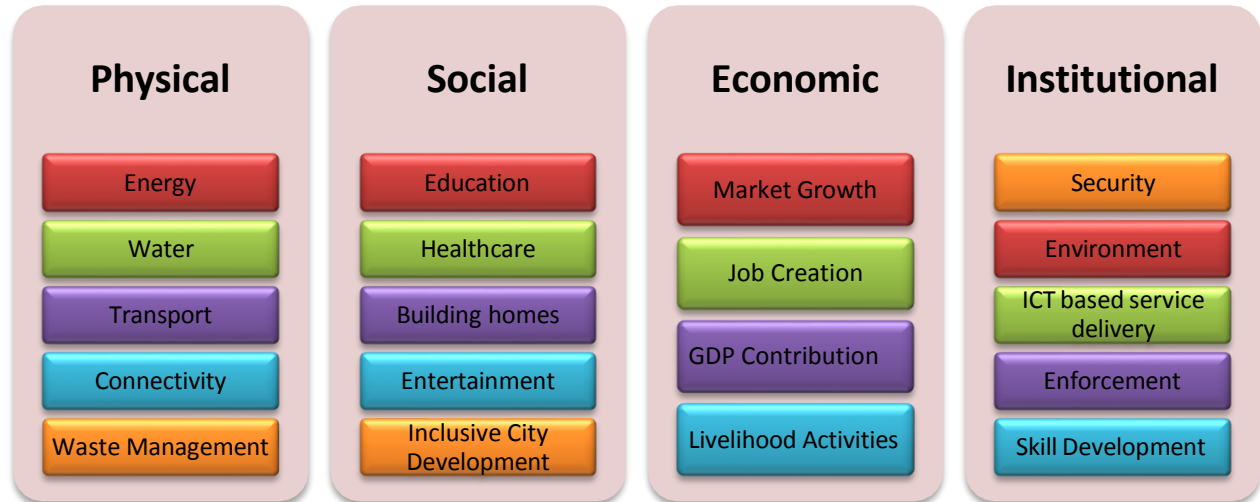 Physical
Energy
Water
Transport
Connectivity
Waste Management
Social
Education
Healthcare
Building homes
Entertainment
Inclusive City
Development
Economic
Market Growth
Job Creation
GDP Contribution
Livelihood Activities
Institutional
Security
Environment
ICT based service
delivery
Enforcement
Skill Development